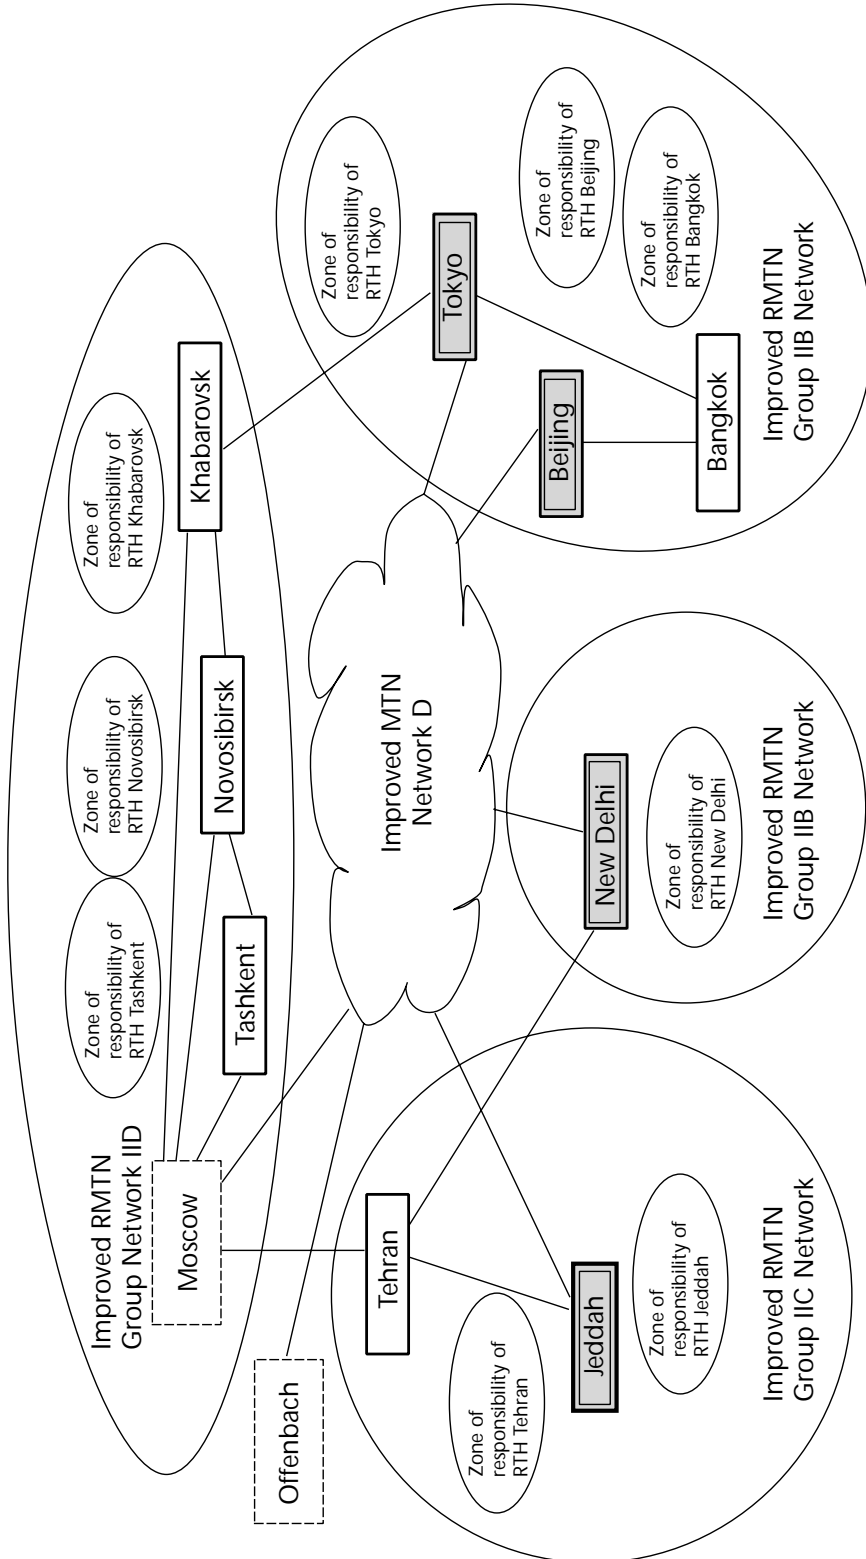 Improved RMTN
Group Network IID
Zone of
responsibility of
RTH Tashkent
Zone of
responsibility of
RTH Novosibirsk
Zone of
responsibility of
RTH Khabarovsk
Moscow
Tashkent
Novosibirsk
Khabarovsk
Offenbach
Improved MTN
Network D
Zone of
responsibility of
RTH Tokyo
Tehran
Tokyo
Zone of
responsibility of
RTH Tehran
Zone of
responsibility of
RTH Beijing
Jeddah
New Delhi
Beijing
Zone of
responsibility of
RTH Jeddah
Zone of
responsibility of
RTH New Delhi
Zone of
responsibility of
RTH Bangkok
Bangkok
Improved RMTN
Group IIC Network
Improved RMTN
Group IIB Network
Improved RMTN
Group IIB Network